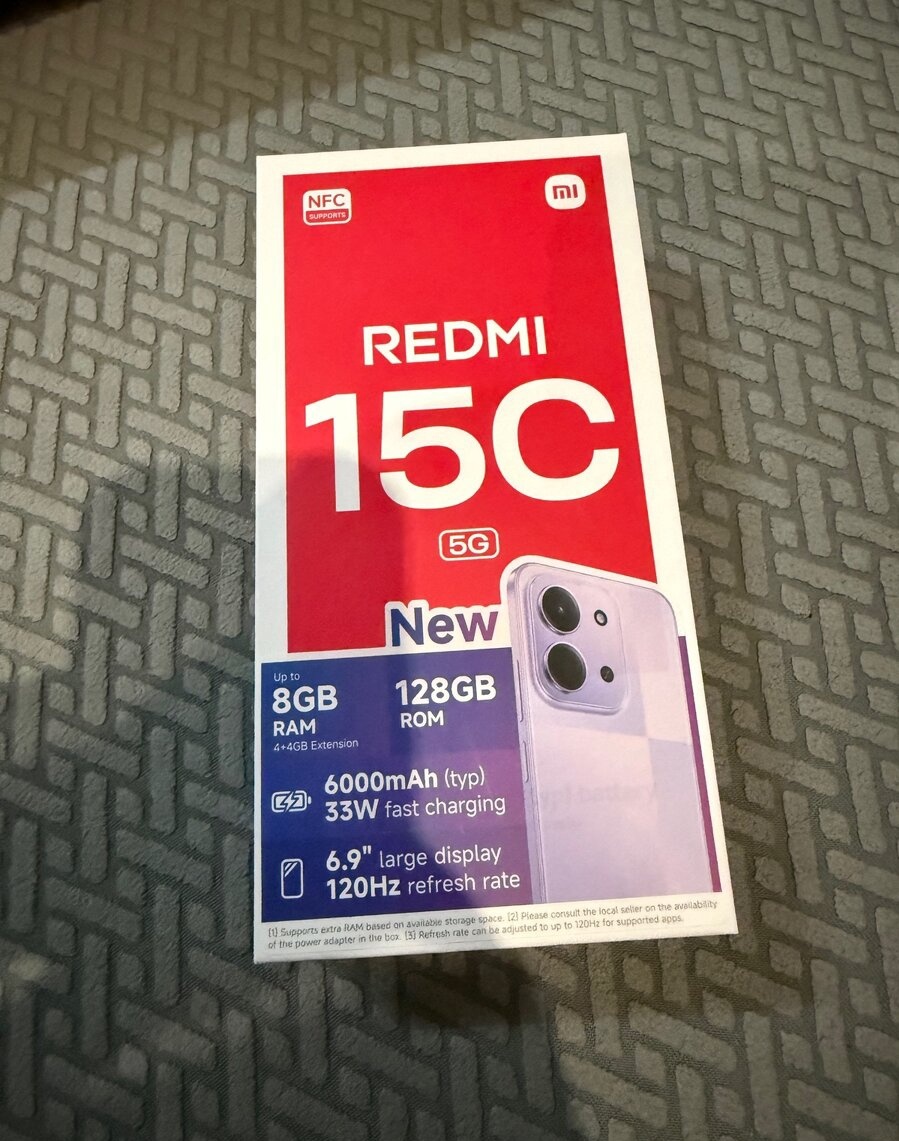 NFC
SUPPORTS
mi
REDMI
15C
5G
New
Up to
8GB
RAM
4+4GB Extension
128GB
ROM
6000mAh (typ)
33W fast charging
6.9" large display
120Hz refresh rate
[1] Supports extra RAM based on available storage space. [2] Please consult the local seller on the availability
of the power adapter in the box. [3] Refresh rate can be adjusted to up to 120Hz for supported apps.